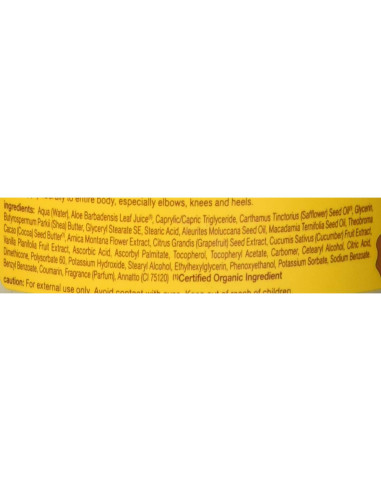 to entire body, especially elbows, knees and heels.
Ingredients: Aqua (Water), Aloe Barbadensis Leaf Juice⁽¹⁾, Caprylic/Capric Triglyceride, Carthamus Tinctorius (Safflower) Seed Oil⁽¹⁾, Glycerin,
Butyrospermum Parkii (Shea) Butter, Glyceryl Stearate SE, Stearic Acid, Aleurites Moluccana Seed Oil, Macadamia Ternifolia Seed Oil, Theobroma
Cacao (Cocoa) Seed Butter⁽¹⁾, Arnica Montana Flower Extract, Citrus Grandis (Grapefruit) Seed Extract, Cucumis Sativus (Cucumber) Fruit Extract,
Vanilla Planifolia Fruit Extract, Ascorbic Acid, Ascorbyl Palmitate, Tocopherol, Tocopheryl Acetate, Carbomer, Cetearyl Alcohol, Citric Acid,
Dimethicone, Polysorbate 60, Potassium Hydroxide, Stearyl Alcohol, Ethylhexylglycerin, Phenoxyethanol, Potassium Sorbate, Sodium Benzoate,
Benzyl Benzoate, Coumarin, Fragrance (Parfum), Annatto (CI 75120) ⁽¹⁾Certified Organic Ingredient
caution: For external use only. Avoid contact with eyes. Keep out of reach of children.